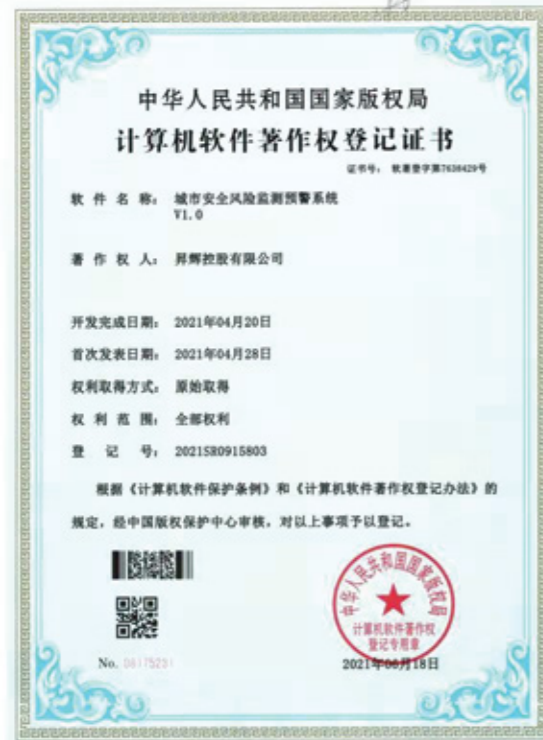 中华人民共和国国家版权局
计算机软件著作权登记证书
证书号： 软著登字第7638429号
软件名称： 城市安全风险监测预警系统
V1.0
著作权人： 昇辉控股有限公司
开发完成日期： 2021年04月20日
首次发表日期： 2021年04月28日
权利取得方式： 原始取得
权利范围： 全部权利
登记号： 2021SR0915803
根据《计算机软件保护条例》和《计算机软件著作权登记办法》的
规定，经中国版权保护中心审核，对以上事项予以登记。
中华人民共和国国家版权局
计算机软件著作权
登记专用章
No.
2021年06月18日